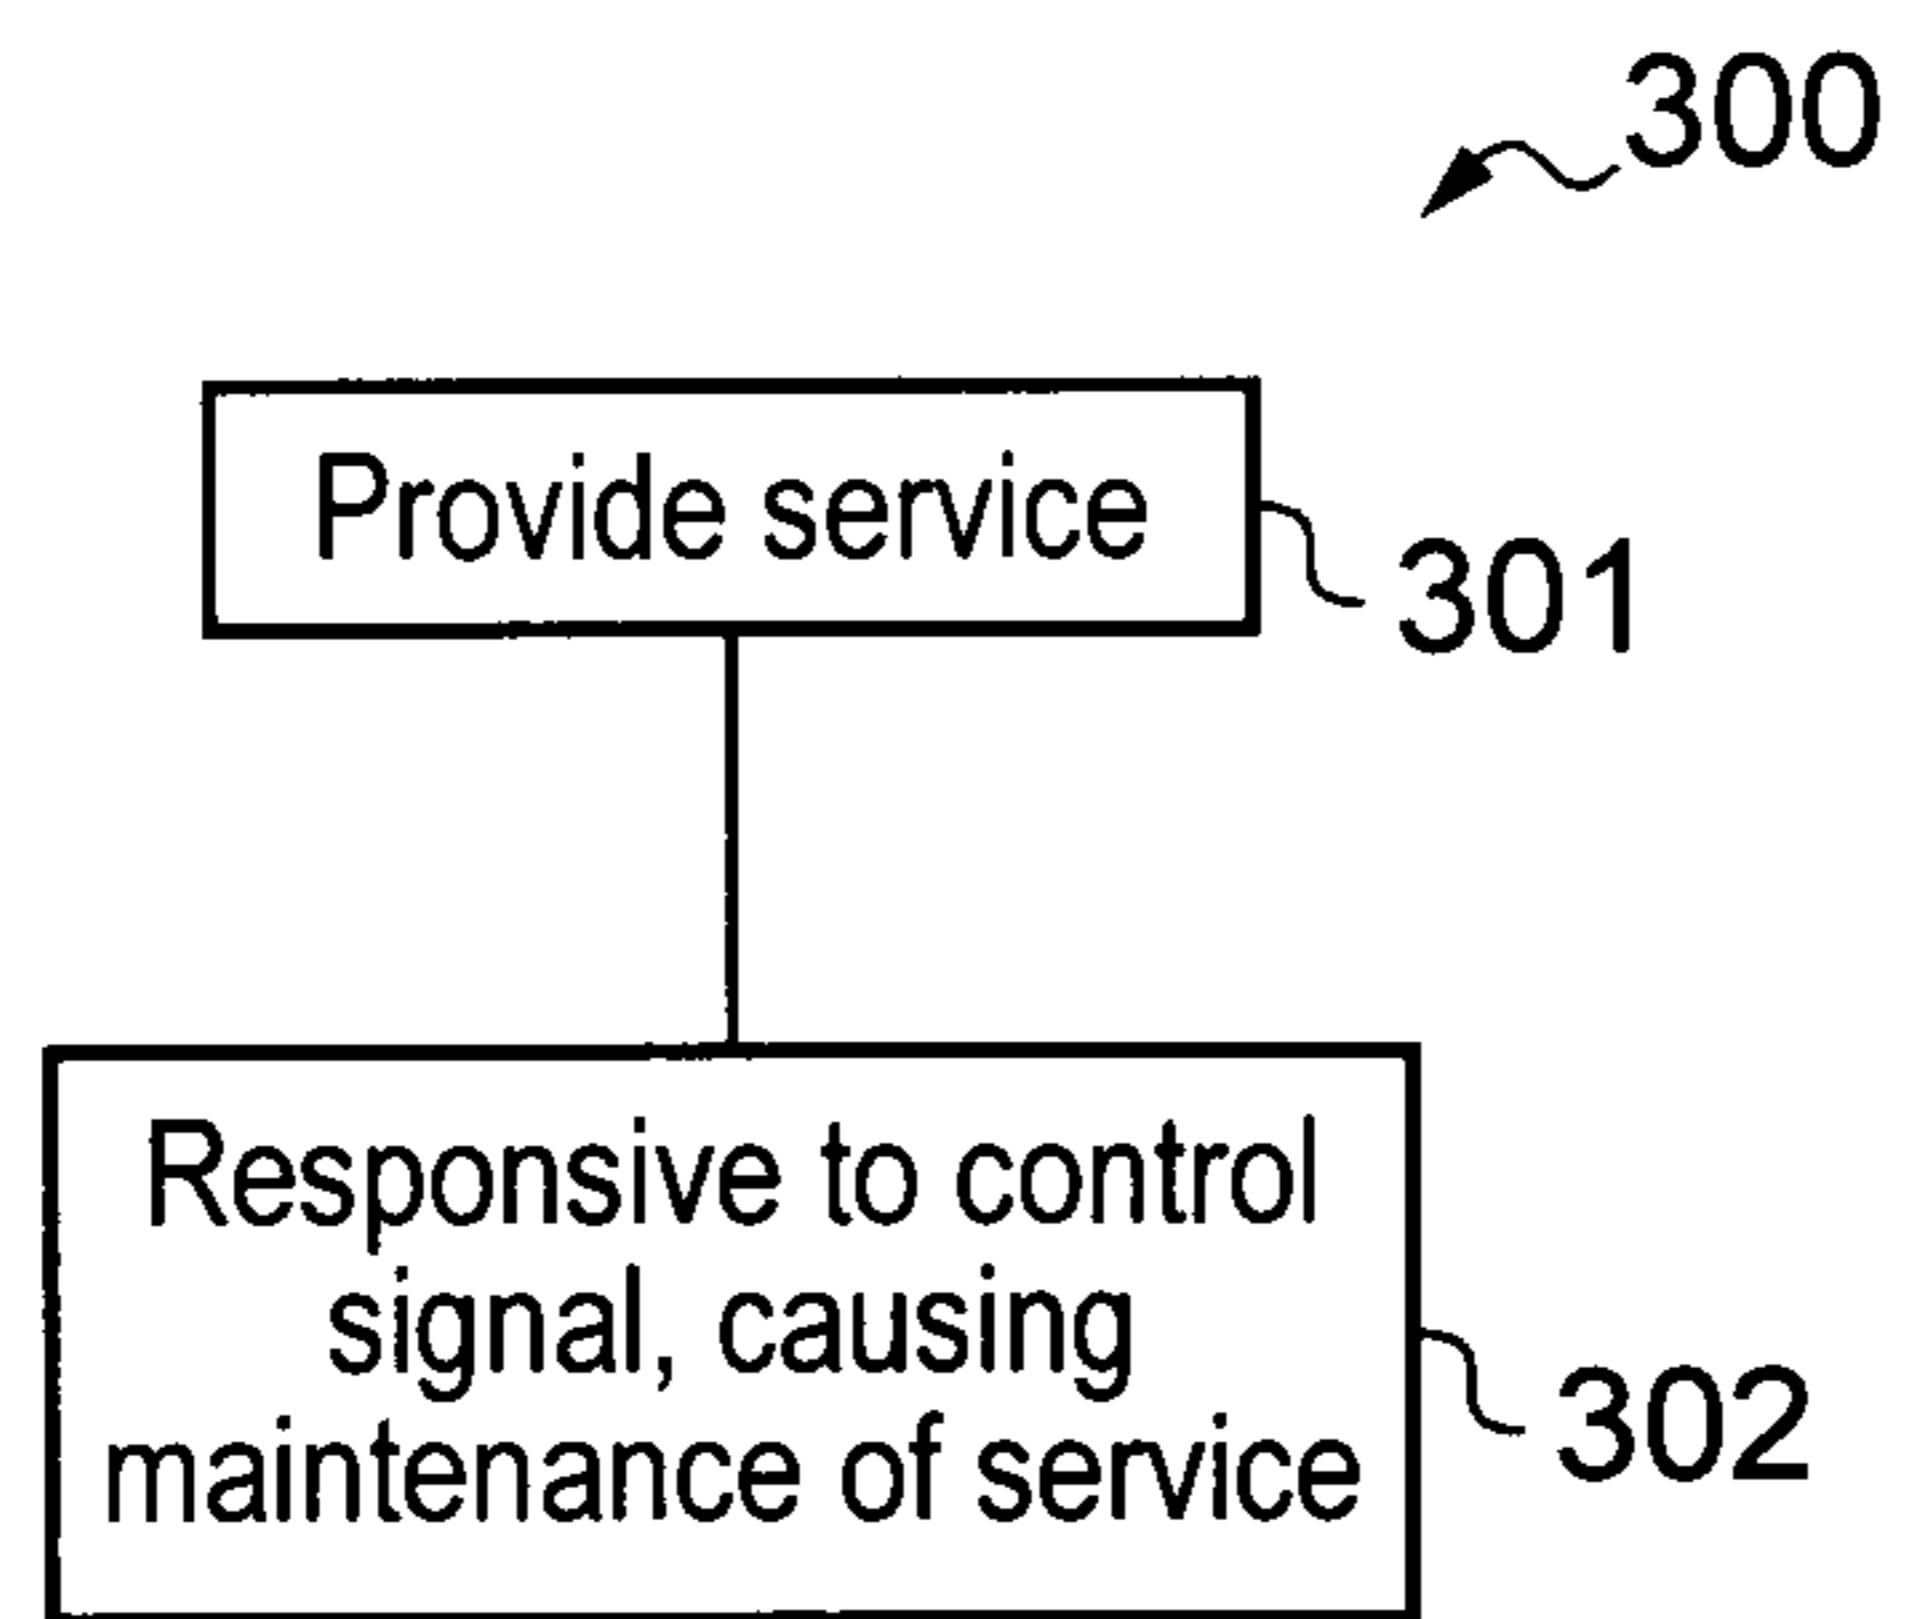 300
Provide service
301
Responsive to control
signal, causing
maintenance of service
302